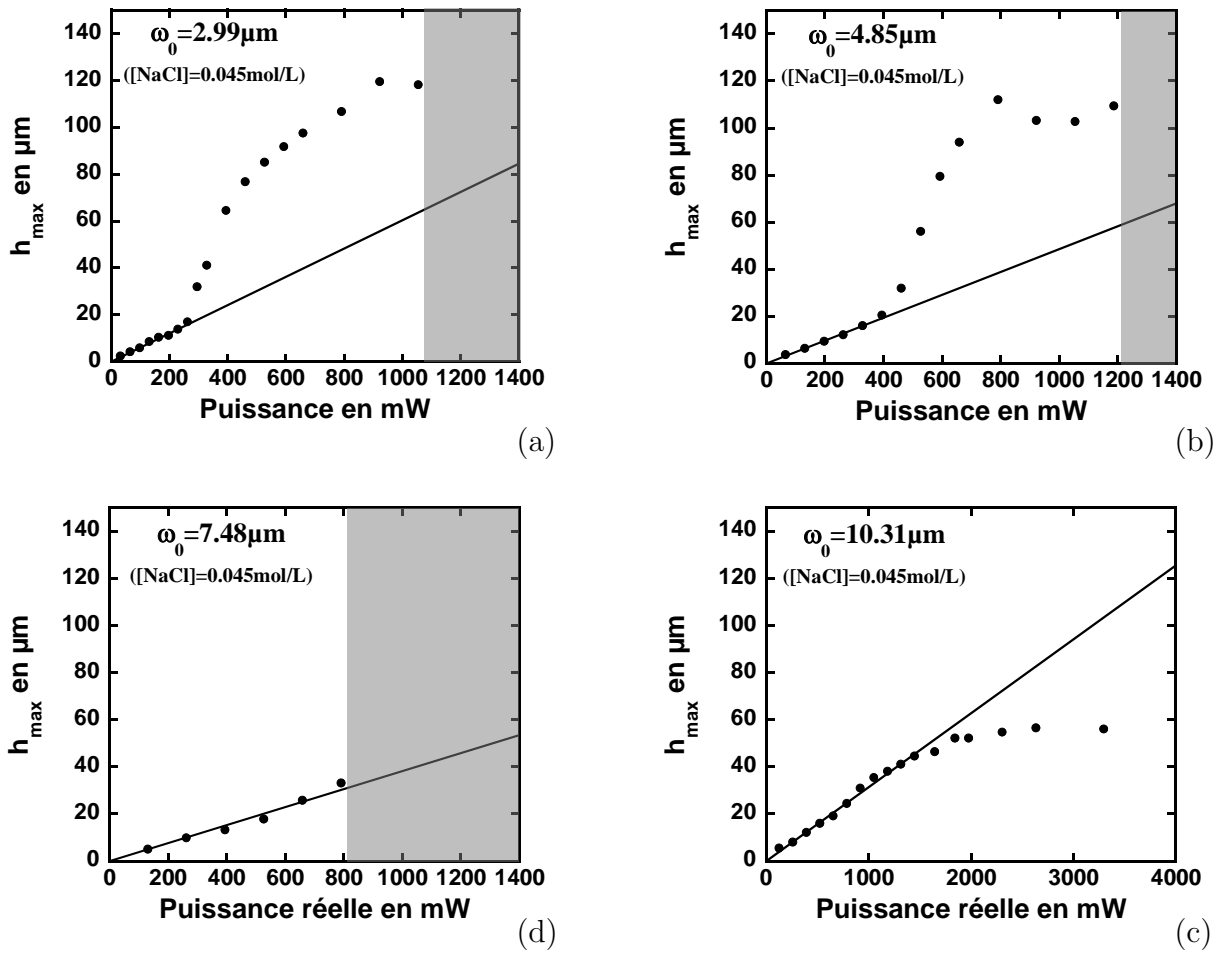 140
120
100
80
60
40
20
0
h_max en µm
ω₀=2.99µm
([NaCl]=0.045mol/L)
0 200 400 600 800 1000 1200 1400
Puissance en mW
(a)
140
120
100
80
60
40
20
0
h_max en µm
ω₀=4.85µm
([NaCl]=0.045mol/L)
0 200 400 600 800 1000 1200 1400
Puissance en mW
(b)
140
120
100
80
60
40
20
0
h_max en µm
ω₀=7.48µm
([NaCl]=0.045mol/L)
0 200 400 600 800 1000 1200 1400
Puissance réelle en mW
(d)
140
120
100
80
60
40
20
0
h_max en µm
ω₀=10.31µm
([NaCl]=0.045mol/L)
0 1000 2000 3000 4000
Puissance réelle en mW
(c)